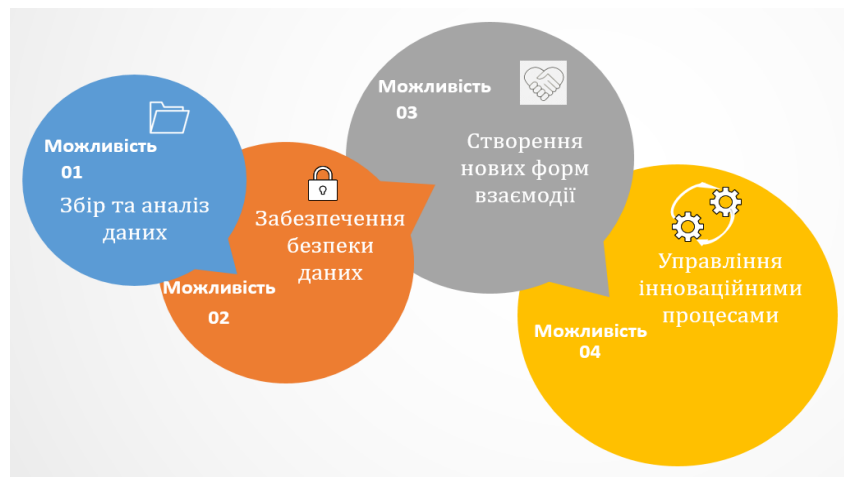 Можливість
01
Збір та аналіз
даних
Можливість
02
Забезпечення
безпеки
даних
Можливість
03
Створення
нових форм
взаємодії
Можливість
04
Управління
інноваційними
процесами